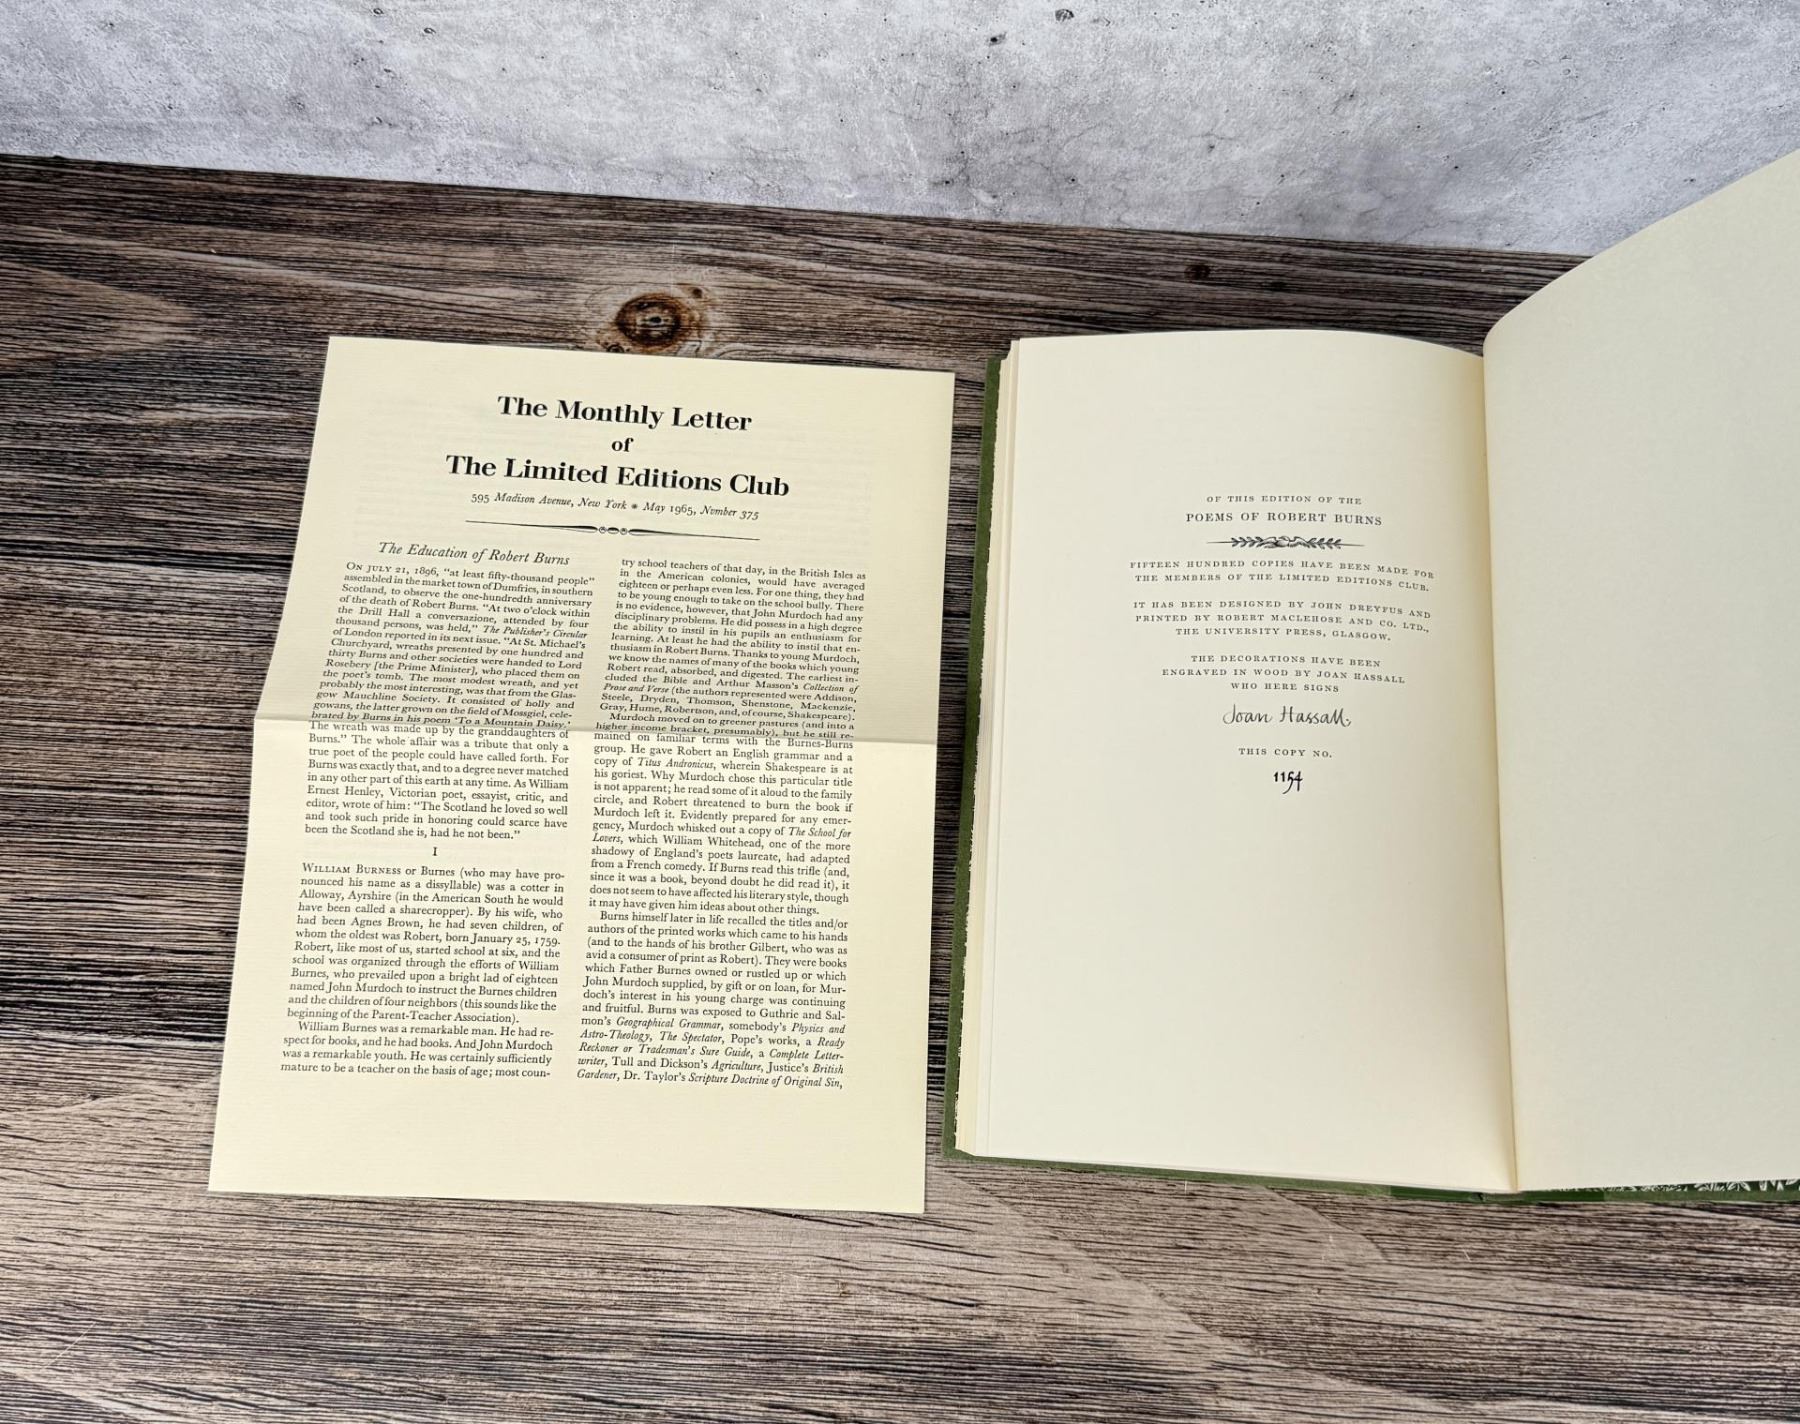 The Monthly Letter
of
The Limited Editions Club
595 Madison Avenue, New York * May 1965, Number 375
The Education of Robert Burns
ON JULY 21, 1896, "at least fifty-thousand people"
assembled in the market town of Dumfries, in southern
Scotland, to observe the one-hundredth anniversary
of the death of Robert Burns. "At two o'clock within
the Drill Hall a conversazione, attended by four
thousand persons, was held," The Publisher's Circular
of London reported in its next issue. "At St. Michael's
Churchyard, wreaths presented by one hundred and
thirty Burns and other societies were handed to Lord
Rosebery [the Prime Minister], who placed them on
the poet's tomb. The most modest wreath, and yet
probably the most interesting, was that from the Glas-
gow Mauchline Society. It consisted of holly and
gowans, the latter grown on the field of Mossgiel, cele-
brated by Burns in his poem 'To a Mountain Daisy.'
The wreath was made up by the granddaughters of
Burns." The whole affair was a tribute that only a
true poet of the people could have called forth. For
Burns was exactly that, and to a degree never matched
in any other part of this earth at any time. As William
Ernest Henley, Victorian poet, essayist, critic, and
editor, wrote of him: "The Scotland he loved so well
and took such pride in honoring could scarce have
been the Scotland she is, had he not been."
I
WILLIAM BURNESS or Burnes (who may have pro-
nounced his name as a dissyllable) was a cotter in
Alloway, Ayrshire (in the American South he would
have been called a sharecropper). By his wife, who
had been Agnes Brown, he had seven children, of
whom the oldest was Robert, born January 25, 1759.
Robert, like most of us, started school at six, and the
school was organized through the efforts of William
Burnes, who prevailed upon a bright lad of eighteen
named John Murdoch to instruct the Burnes children
and the children of four neighbors (this sounds like the
beginning of the Parent-Teacher Association).
William Burnes was a remarkable man. He had re-
spect for books, and he had books. And John Murdoch
was a remarkable youth. He was certainly sufficiently
mature to be a teacher on the basis of age; most coun-
try school teachers of that day, in the British Isles as
in the American colonies, would have averaged
eighteen or perhaps even less. For one thing, they had
to be young enough to take on the school bully. There
is no evidence, however, that John Murdoch had any
disciplinary problems. He did possess in a high degree
the ability to instil in his pupils an enthusiasm for
learning. At least he had the ability to instil that en-
thusiasm in Robert Burns. Thanks to young Murdoch,
we know the names of many of the books which young
Robert read, absorbed, and digested. The earliest in-
cluded the Bible and Arthur Masson's Collection of
Prose and Verse (the authors represented were Addison,
Steele, Dryden, Thomson, Shenstone, Mackenzie,
Gray, Hume, Robertson, and, of course, Shakespeare).
Murdoch moved on to greener pastures (and into a
higher income bracket, presumably), but he still re-
mained on familiar terms with the Burnes-Burns
group. He gave Robert an English grammar and a
copy of Titus Andronicus, wherein Shakespeare is at
his goriest. Why Murdoch chose this particular title
is not apparent; he read some of it aloud to the family
circle, and Robert threatened to burn the book if
Murdoch left it. Evidently prepared for any emer-
gency, Murdoch whisked out a copy of The School for
Lovers, which William Whitehead, one of the more
shadowy of England's poets laureate, had adapted
from a French comedy. If Burns read this trifle (and,
since it was a book, beyond doubt he did read it), it
does not seem to have affected his literary style, though
it may have given him ideas about other things.
Burns himself later in life recalled the titles and/or
authors of the printed works which came to his hands
(and to the hands of his brother Gilbert, who was as
avid a consumer of print as Robert). They were books
which Father Burnes owned or rustled up or which
John Murdoch supplied, by gift or on loan, for Mur-
doch's interest in his young charge was continuing
and fruitful. Burns was exposed to Guthrie and Sal-
mon's Geographical Grammar, somebody's Physics and
Astro-Theology, The Spectator, Pope's works, a Ready
Reckoner or Tradesman's Sure Guide, a Complete Letter-
writer, Tull and Dickson's Agriculture, Justice's British
Gardener, Dr. Taylor's Scripture Doctrine of Original Sin,
OF THIS EDITION OF THE
POEMS OF ROBERT BURNS
FIFTEEN HUNDRED COPIES HAVE BEEN MADE FOR
THE MEMBERS OF THE LIMITED EDITIONS CLUB.
IT HAS BEEN DESIGNED BY JOHN DREYFUS AND
PRINTED BY ROBERT MACLEHOSE AND CO. LTD.,
THE UNIVERSITY PRESS, GLASGOW.
THE DECORATIONS HAVE BEEN
ENGRAVED IN WOOD BY JOAN HASSALL
WHO HERE SIGNS
Joan Hassall
THIS COPY NO.
1154